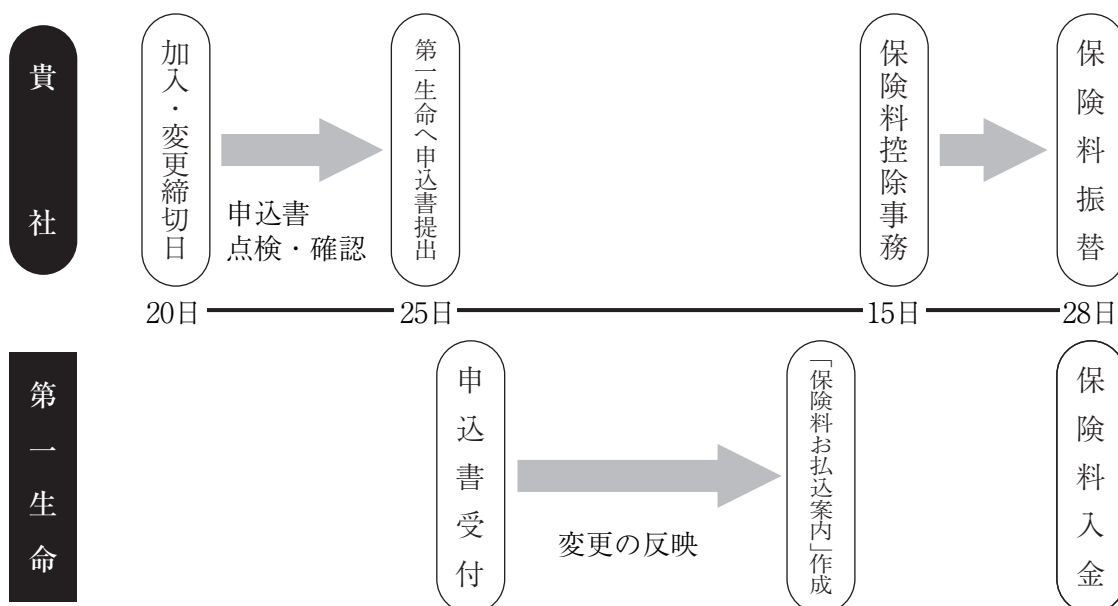 貴社
加入・変更締切日
申込書
点検・確認
第一生命へ申込書提出
保険料控除事務
保険料振替
20日
25日
15日
28日
第一生命
申込書受付
変更の反映
「保険料お払込案内」作成
保険料入金